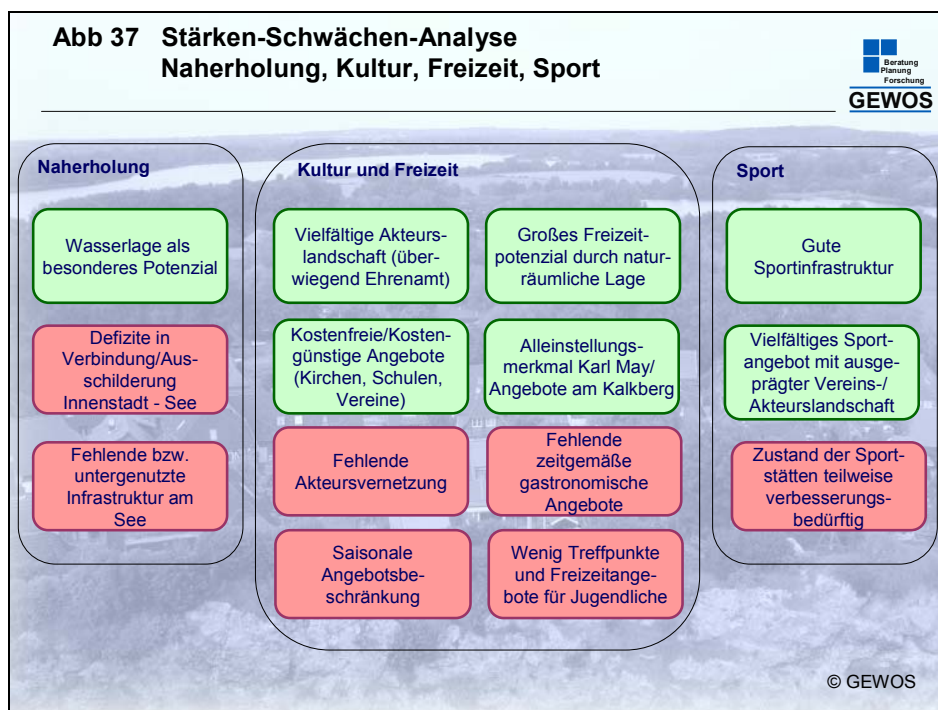 Abb 37 Stärken-Schwächen-Analyse
Naherholung, Kultur, Freizeit, Sport
Beratung
Planung
Forschung
GEWOS
Naherholung
Wasserlage als
besonderes Potenzial
Defizite in
Verbindung/Aus-
schilderung
Innenstadt - See
Fehlende bzw.
untergenutzte
Infrastruktur am
See
Kultur und Freizeit
Vielfältige Akteurs-
landschaft (über-
wiegend Ehrenamt)
Großes Freizeit-
potenzial durch natur-
räumliche Lage
Kostenfreie/Kosten-
günstige Angebote
(Kirchen, Schulen,
Vereine)
Alleinstellungs-
merkmal Karl May/
Angebote am Kalkberg
Fehlende
Akteursvernetzung
Fehlende
zeitgemäße
gastronomische
Angebote
Saisonale
Angebotsbe-
schränkung
Wenig Treffpunkte
und Freizeitange-
bote für Jugendliche
Sport
Gute
Sportinfrastruktur
Vielfältiges Sport-
angebot mit ausge-
prägter Vereins-/
Akteurslandschaft
Zustand der Sport-
stätten teilweise
verbesserungs-
bedürftig
© GEWOS